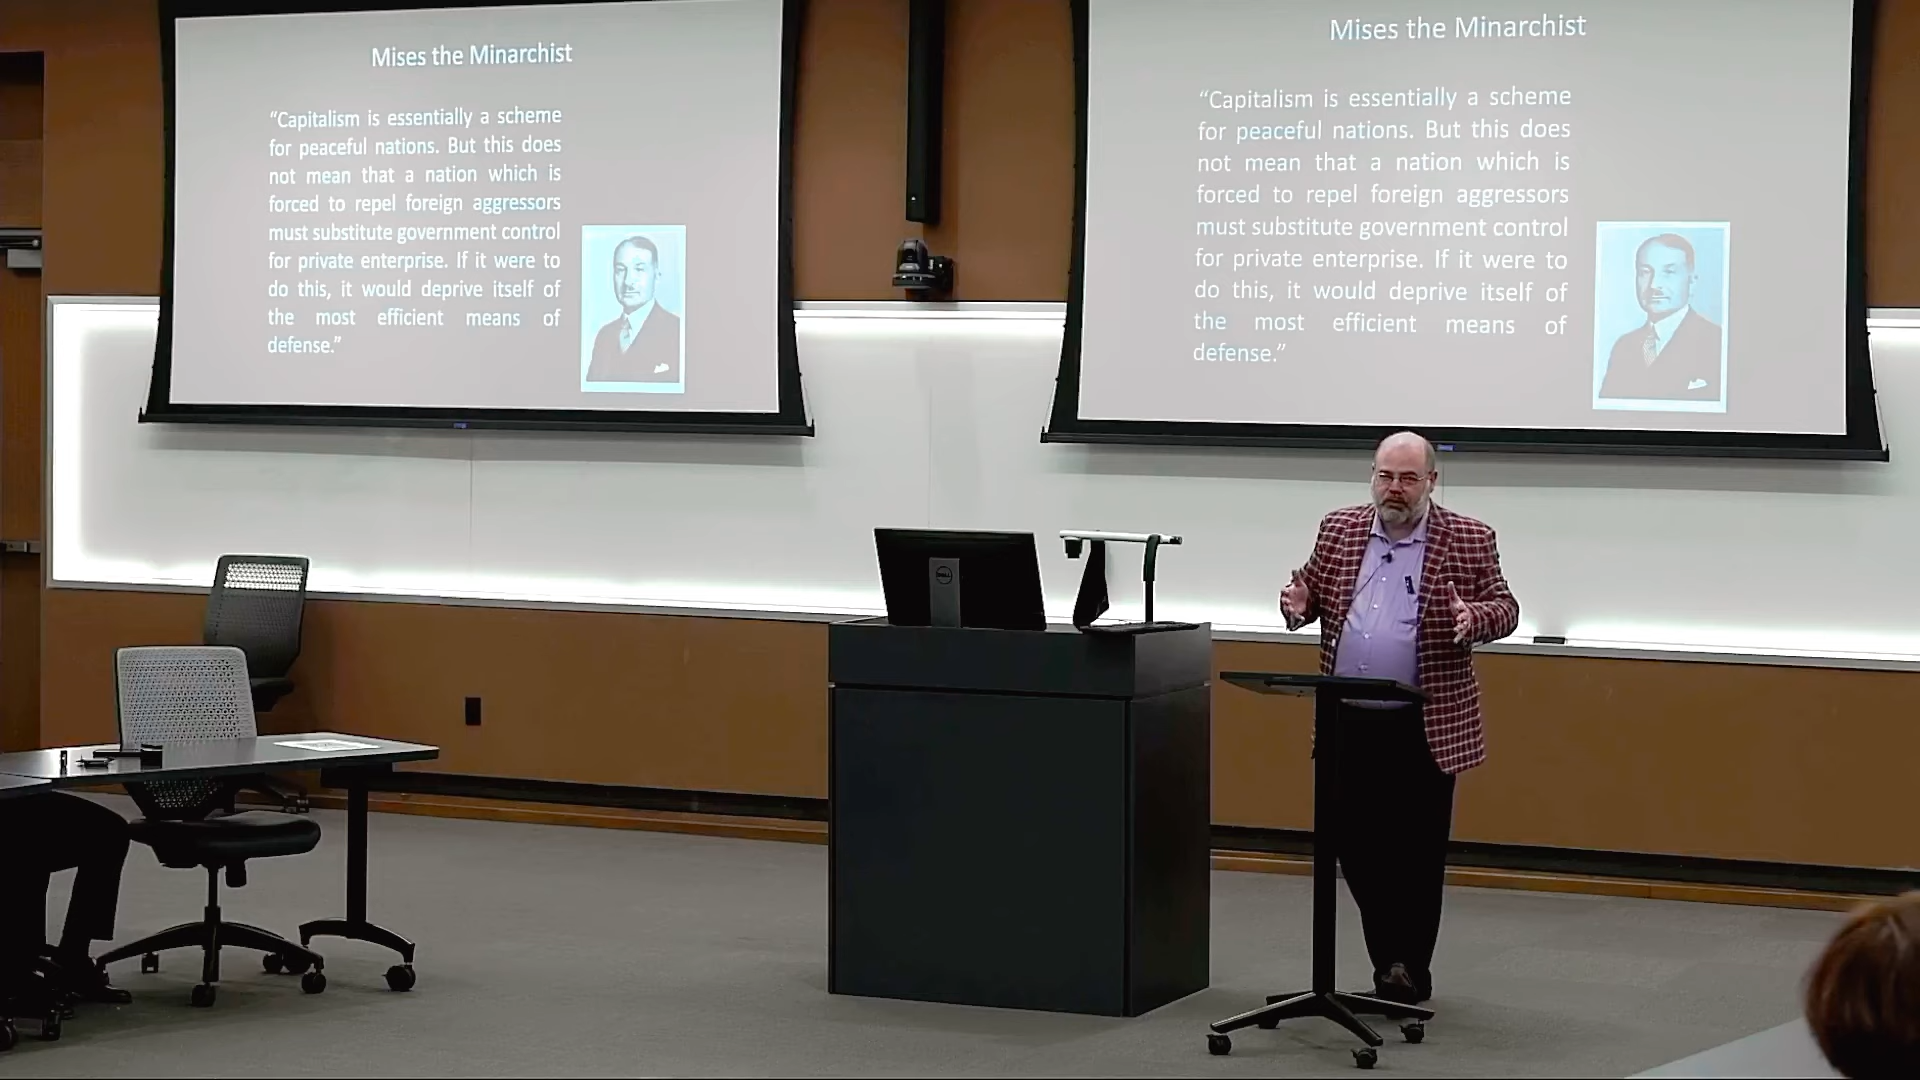 Mises the Minarchist
“Capitalism is essentially a scheme
for peaceful nations. But this does
not mean that a nation which is
forced to repel foreign aggressors
must substitute government control
for private enterprise. If it were to
do this, it would deprive itself of
the most efficient means of
defense.”
Mises the Minarchist
“Capitalism is essentially a scheme
for peaceful nations. But this does
not mean that a nation which is
forced to repel foreign aggressors
must substitute government control
for private enterprise. If it were to
do this, it would deprive itself of
the most efficient means of
defense.”
DELL